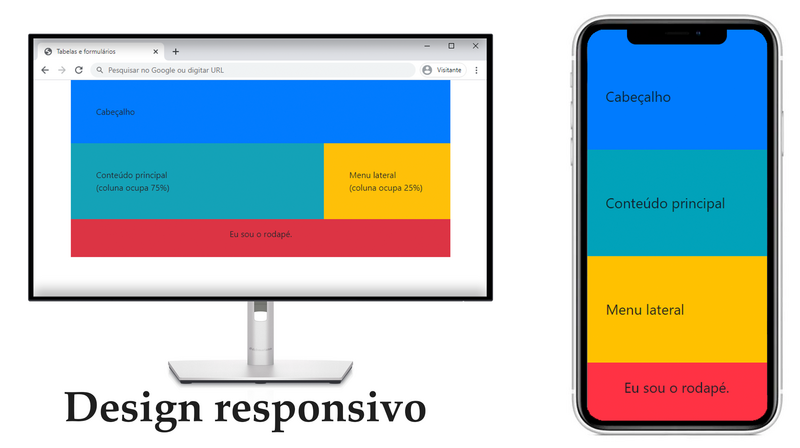 Tabelas e formulários
Pesquisar no Google ou digitar URL
Visitante
Cabeçalho
Conteúdo principal
(coluna ocupa 75%)
Menu lateral
(coluna ocupa 25%)
Eu sou o rodapé.
Design responsivo
Cabeçalho
Conteúdo principal
Menu lateral
Eu sou o rodapé.